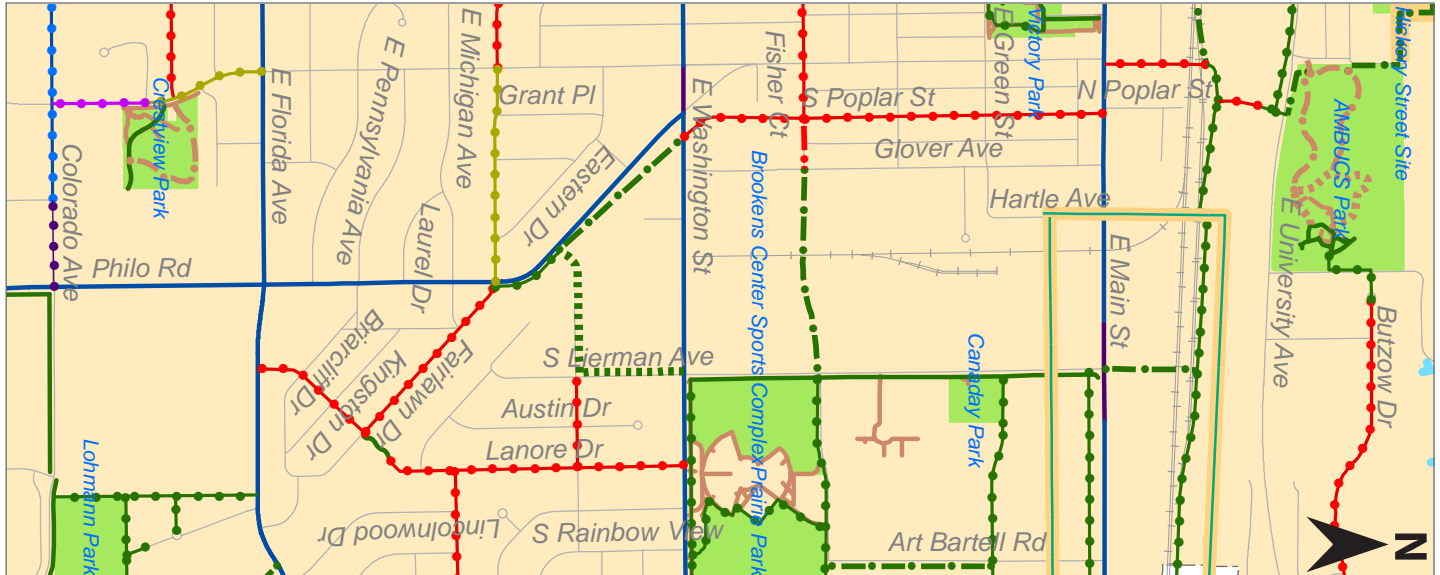 E Michigan Ave
E Pennsylvania Ave
E Florida Ave
Crestview Park
Colorado Ave
Philo Rd
Laurel Dr
Grant Pl
Eastern Dr
E Washington St
Fisher Ct
S Poplar St
Glover Ave
E Green St
Victory Park
N Poplar St
Hickory Street Site
AMBUCS Park
Hartle Ave
E Main St
E University Ave
Butzow Dr
Brookens Center Sports Complex
Prairie Park
Canaday Park
S Lierman Ave
Austin Dr
Lanore Dr
Fairlawn Dr
Kingston Dr
Briarcliff Dr
Lincolnwood Dr
S Rainbow View
Art Bartell Rd
Lohmann Park
N